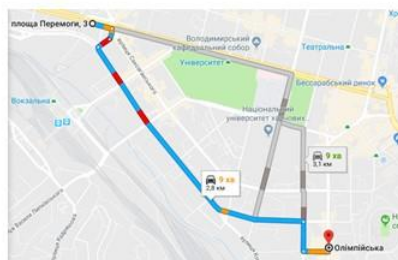 площа Перемоги, 3
Володимирський
кафедральний собор
Театральна
Університет
Бессарабський ринок
Вокзальна
Національний
університет харчових
9 хв
2,8 км
9 хв
3,1 км
Олімпійська